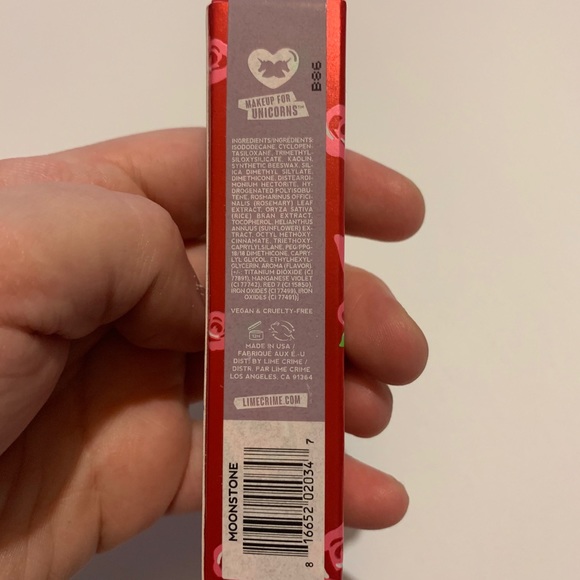 B86
MAKEUP FOR
UNICORNS™
INGREDIENTS/INGRÉDIENTS:
ISODODECANE, CYCLOPEN-
TASILOXANE, TRIMETHYL-
SILOXYSILICATE, KAOLIN,
SYNTHETIC BEESWAX, SIL-
ICA DIMETHYL SILYLATE,
DIMETHICONE, DISTEARDI-
MONIUM HECTORITE, HY-
DROGENATED POLYISOBU-
TENE, ROSMARINUS OFFICI-
NALIS (ROSEMARY) LEAF
EXTRACT, ORYZA SATIVA
(RICE) BRAN EXTRACT,
TOCOPHEROL, HELIANTHUS
ANNUUS (SUNFLOWER) EX-
TRACT, OCTYL METHOXY
CINNAMATE, TRIETHOXY-
CAPRYLYLSILANE, PEG/PPG-
18/18 DIMETHICONE, CAPRY-
LYL GLYCOL, ETHYLHEXYL-
GLYCERIN, AROMA (FLAVOR)
(+/-: TITANIUM DIOXIDE (CI
77891), MANGANESE VIOLET
(CI 77742), RED 7 (CI 15850),
IRON OXIDES (CI 77499), IRON
OXIDES (CI 77491))
VEGAN & CRUELTY-FREE
MADE IN USA /
FABRIQUÉ AUX É.-U
DIST. BY LIME CRIME /
DISTR. PAR LIME CRIME
LOS ANGELES, CA 91364
LIMECRIME.COM
MOONSTONE
8 16652 02034 7